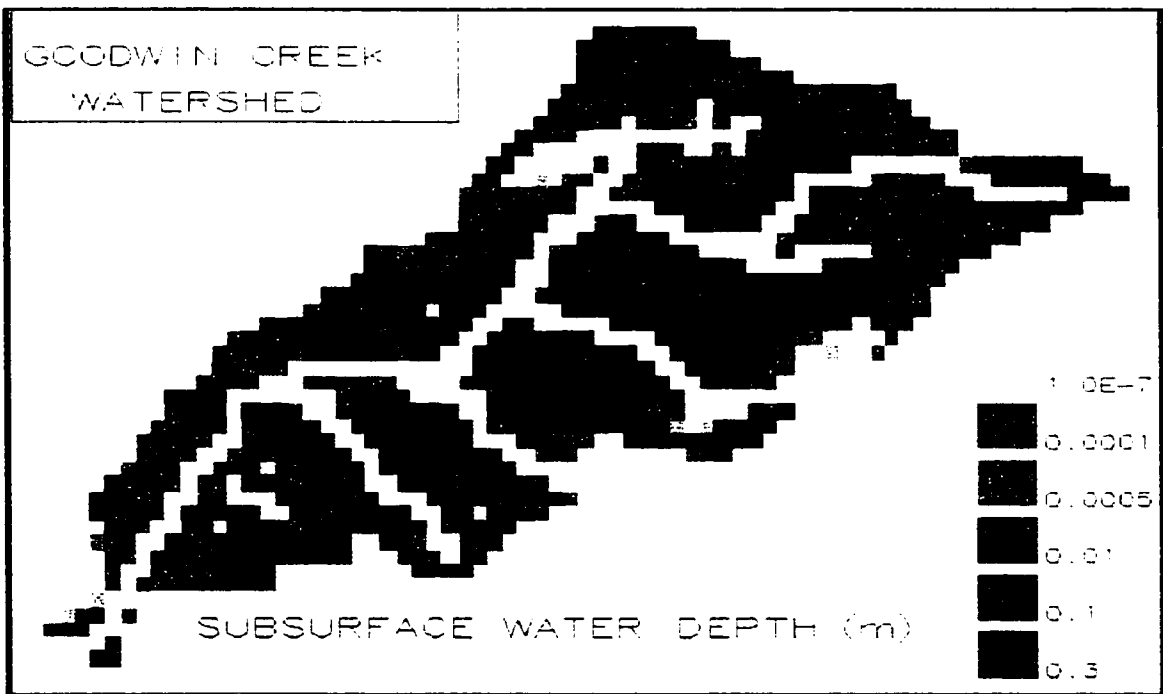 GOODWIN CREEK
WATERSHED
1.0E-7
0.0001
0.0005
0.01
0.1
0.3
SUBSURFACE WATER DEPTH (m)